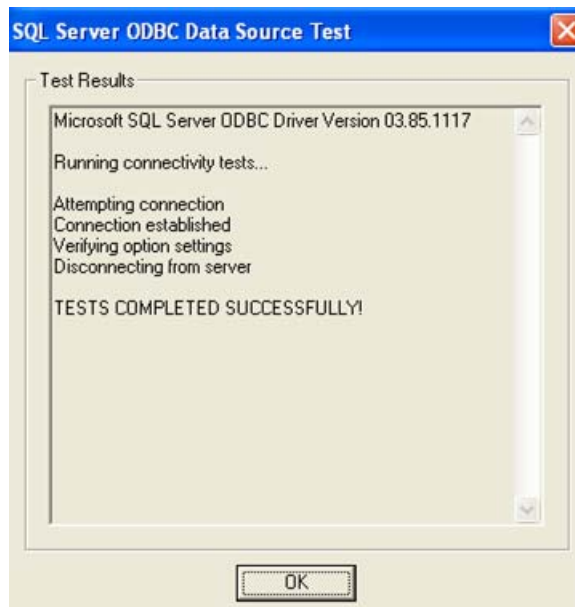 SQL Server ODBC Data Source Test
Test Results
Microsoft SQL Server ODBC Driver Version 03.85.1117
Running connectivity tests...
Attempting connection
Connection established
Verifying option settings
Disconnecting from server
TESTS COMPLETED SUCCESSFULLY!
OK